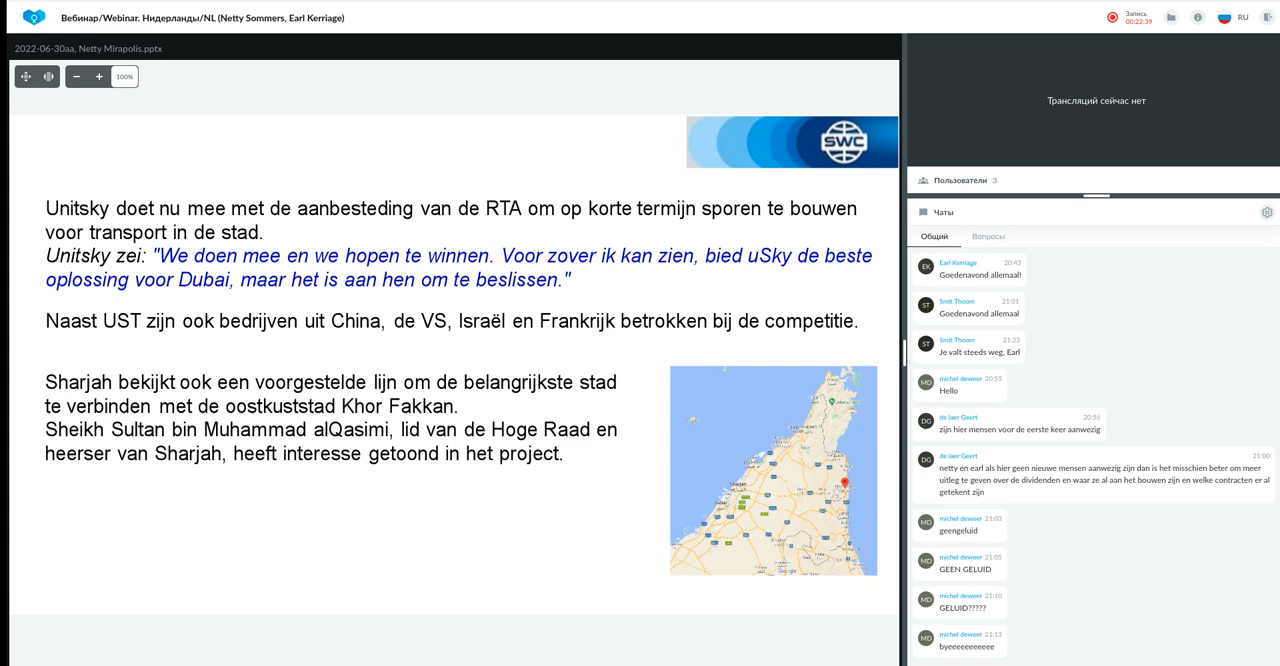 Вебинар/Webinar. Нидерланды/NL (Netty Sommers, Earl Kerriage)
Запись
00:22:39
RU
2022-06-30aa, Netty Mirapolis.pptx
100%
SWC
Unitsky doet nu mee met de aanbesteding van de RTA om op korte termijn sporen te bouwen
voor transport in de stad.
Unitsky zei: "We doen mee en we hopen te winnen. Voor zover ik kan zien, bied uSky de beste
oplossing voor Dubai, maar het is aan hen om te beslissen."
Naast UST zijn ook bedrijven uit China, de VS, Israël en Frankrijk betrokken bij de competitie.
Sharjah bekijkt ook een voorgestelde lijn om de belangrijkste stad
te verbinden met de oostkuststad Khor Fakkan.
Sheikh Sultan bin Muhammad alQasimi, lid van de Hoge Raad en
heerser van Sharjah, heeft interesse getoond in het project.
Sharjah
Google
Трансляций сейчас нет
Пользователи 3
Чаты
Общий Вопросы
EK Earl Kerriage 20:43
Goedenavond allemaal!
ST Smit Thoom 21:01
Goedenavond allemaal
ST Smit Thoom 21:23
Je valt steeds weg, Earl
MD michel deweer 20:55
Hello
DG de laer Geert 20:56
zijn hier mensen voor de eerste keer aanwezig
DG de laer Geert 21:00
netty en earl als hier geen nieuwe mensen aanwezig zijn dan is het misschien beter om meer
uitleg te geven over de dividenden en waar ze al aan het bouwen zijn en welke contracten er al
getekent zijn
MD michel deweer 21:03
geengeluid
MD michel deweer 21:05
GEEN GELUID
MD michel deweer 21:10
GELUID?????
MD michel deweer 21:13
byeeeeeeeeeee